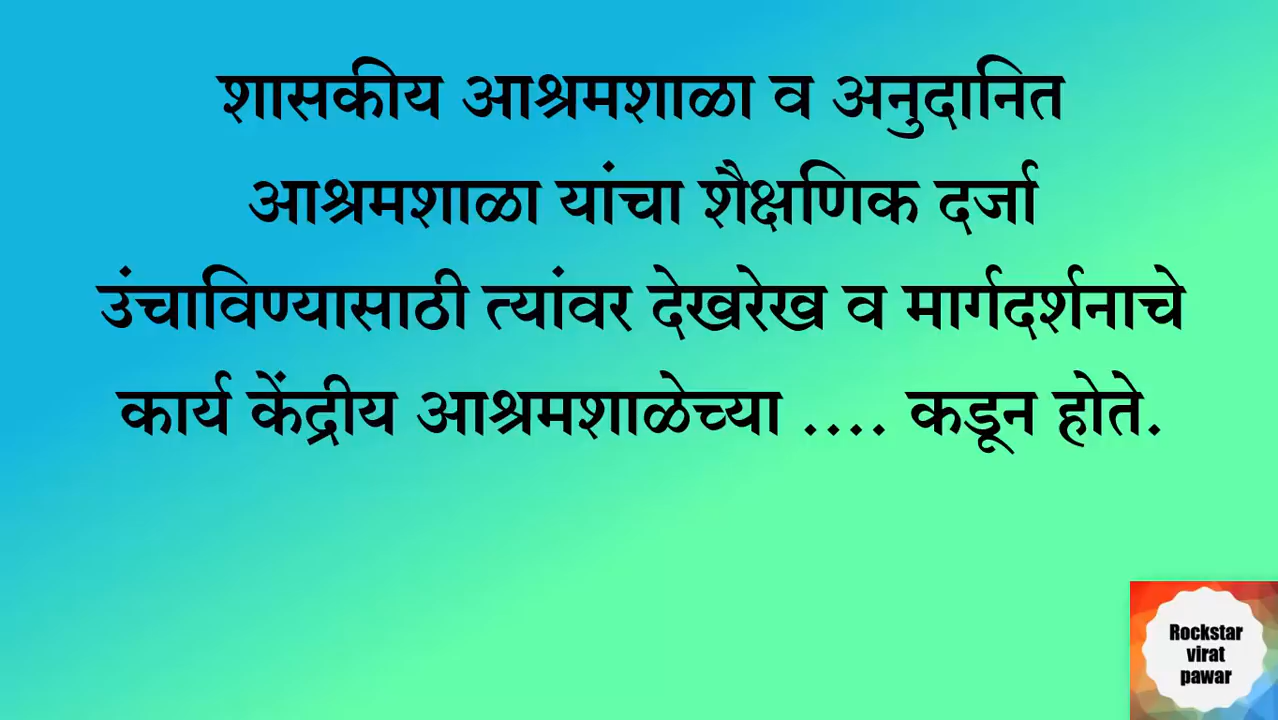 शासकीय आश्रमशाळा व अनुदानित
आश्रमशाळा यांचा शैक्षणिक दर्जा
उंचाविण्यासाठी त्यांवर देखरेख व मार्गदर्शनाचे
कार्य केंद्रीय आश्रमशाळेच्या .... कडून होते.
Rockstar
virat
pawar